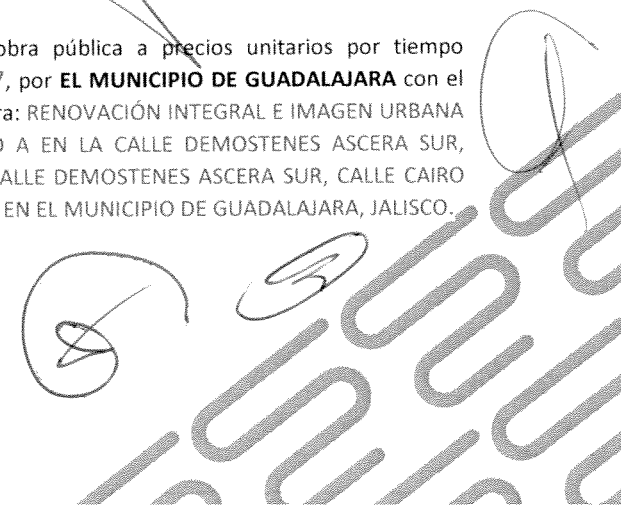 obra pública a precios unitarios por tiempo
7, por EL MUNICIPIO DE GUADALAJARA con el
ra: RENOVACIÓN INTEGRAL E IMAGEN URBANA
O A EN LA CALLE DEMOSTENES ASCERA SUR,
ALLE DEMOSTENES ASCERA SUR, CALLE CAIRO
EN EL MUNICIPIO DE GUADALAJARA, JALISCO.